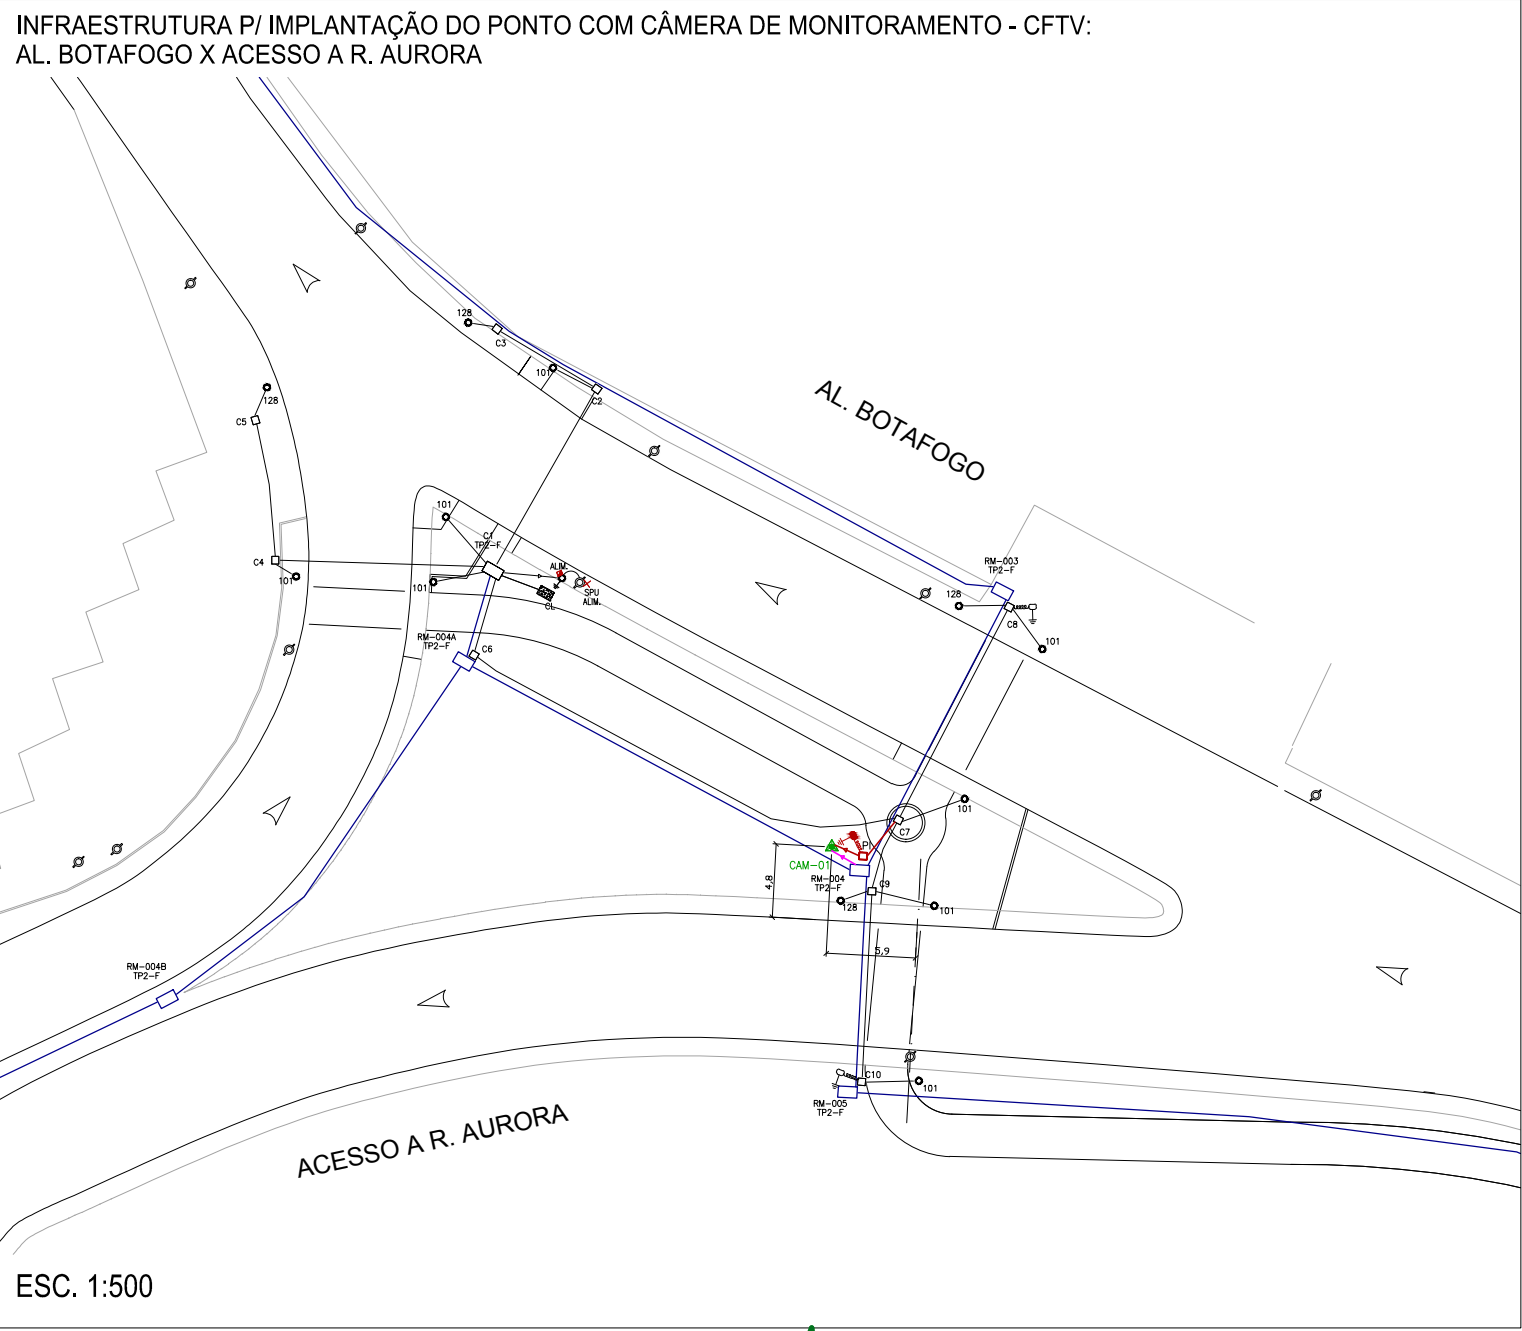 INFRAESTRUTURA P/ IMPLANTAÇÃO DO PONTO COM CÂMERA DE MONITORAMENTO - CFTV:
AL. BOTAFOGO X ACESSO A R. AURORA
128
C3
101
C2
AL. BOTAFOGO
128
C5
101
C1
TP2-F
C4
101
101
ALIM.
SPU
ALIM.
CL
RM-003
TP2-F
128
C8
101
RM-004A
TP2-F
C6
101
C7
PI
CAM-01
RM-004
TP2-F
C9
128
101
4,8
5,9
RM-004B
TP2-F
C10
101
RM-005
TP2-F
ACESSO A R. AURORA
ESC. 1:500